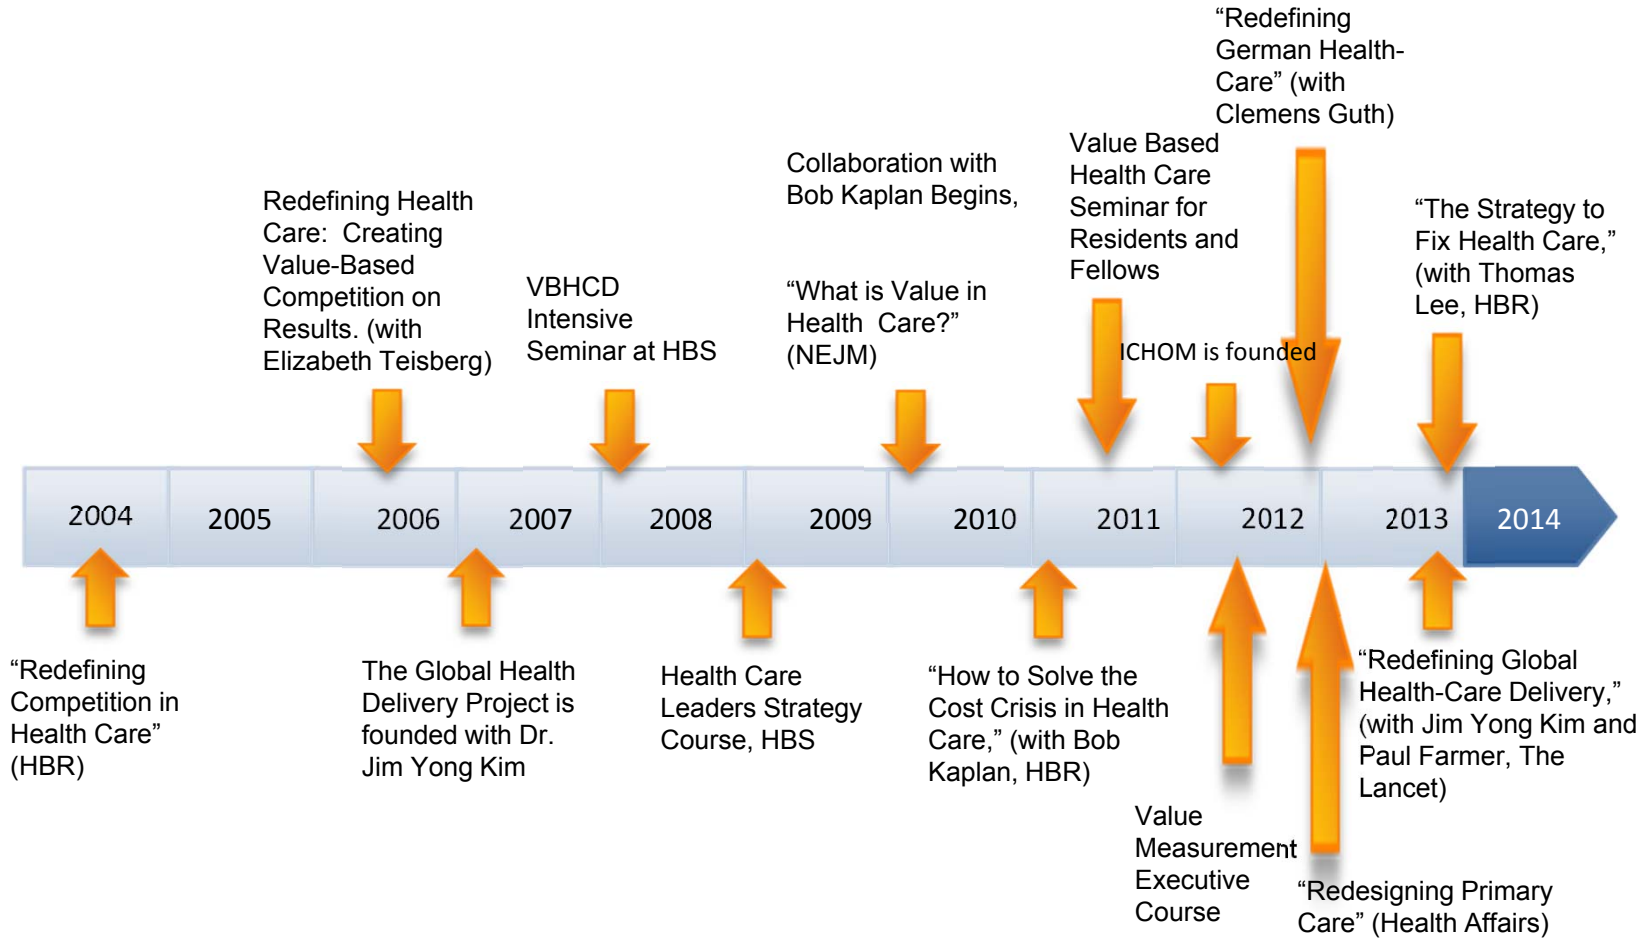 “Redefining
German Health-
Care” (with
Clemens Guth)
Value Based
Health Care
Seminar for
Residents and
Fellows
Collaboration with
Bob Kaplan Begins,
“What is Value in
Health Care?”
(NEJM)
Redefining Health
Care: Creating
Value-Based
Competition on
Results. (with
Elizabeth Teisberg)
VBHCD
Intensive
Seminar at HBS
“The Strategy to
Fix Health Care,”
(with Thomas
Lee, HBR)
ICHOM is founded
2004
2005
2006
2007
2008
2009
2010
2011
2012
2013
2014
“Redefining
Competition in
Health Care”
(HBR)
The Global Health
Delivery Project is
founded with Dr.
Jim Yong Kim
Health Care
Leaders Strategy
Course, HBS
“How to Solve the
Cost Crisis in Health
Care,” (with Bob
Kaplan, HBR)
Value
Measurement
Executive
Course
“Redesigning Primary
Care” (Health Affairs)
“Redefining Global
Health-Care Delivery,”
(with Jim Yong Kim and
Paul Farmer, The
Lancet)